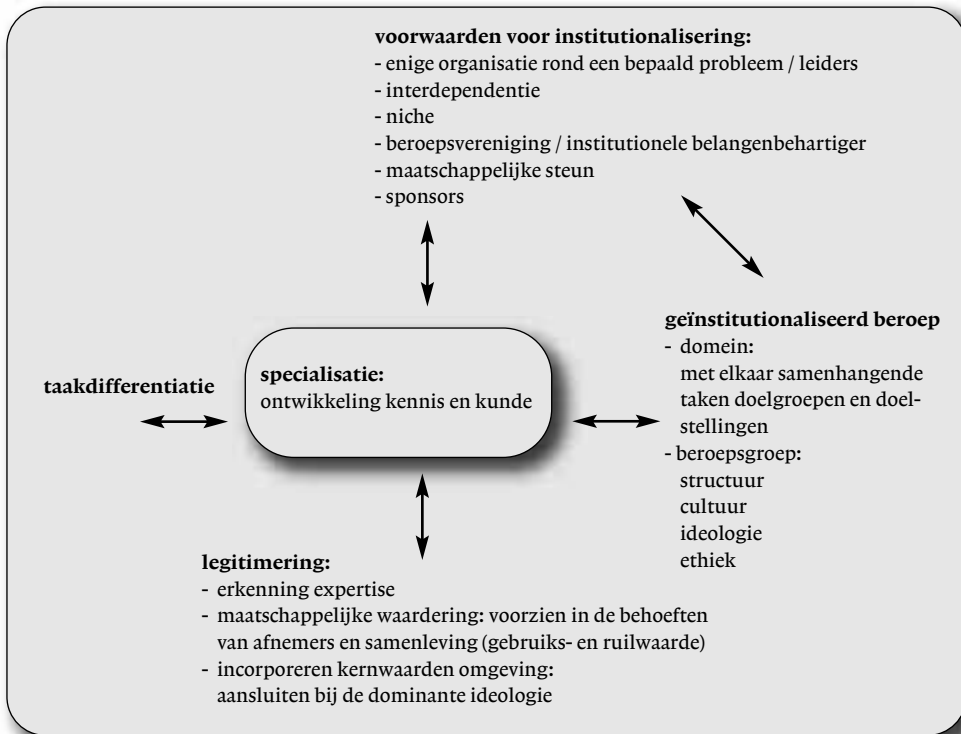 voorwaarden voor institutionalisering:
- enige organisatie rond een bepaald probleem / leiders
- interdependentie
- niche
- beroepsvereniging / institutionele belangenbehartiger
- maatschappelijke steun
- sponsors
taakdifferentiatie
specialisatie:
ontwikkeling kennis en kunde
geïnstitutionaliseerd beroep
- domein:
met elkaar samenhangende
taken doelgroepen en doel-
stellingen
- beroepsgroep:
structuur
cultuur
ideologie
ethiek
legitimering:
- erkenning expertise
- maatschappelijke waardering: voorzien in de behoeften
van afnemers en samenleving (gebruiks- en ruilwaarde)
- incorporeren kernwaarden omgeving:
aansluiten bij de dominante ideologie